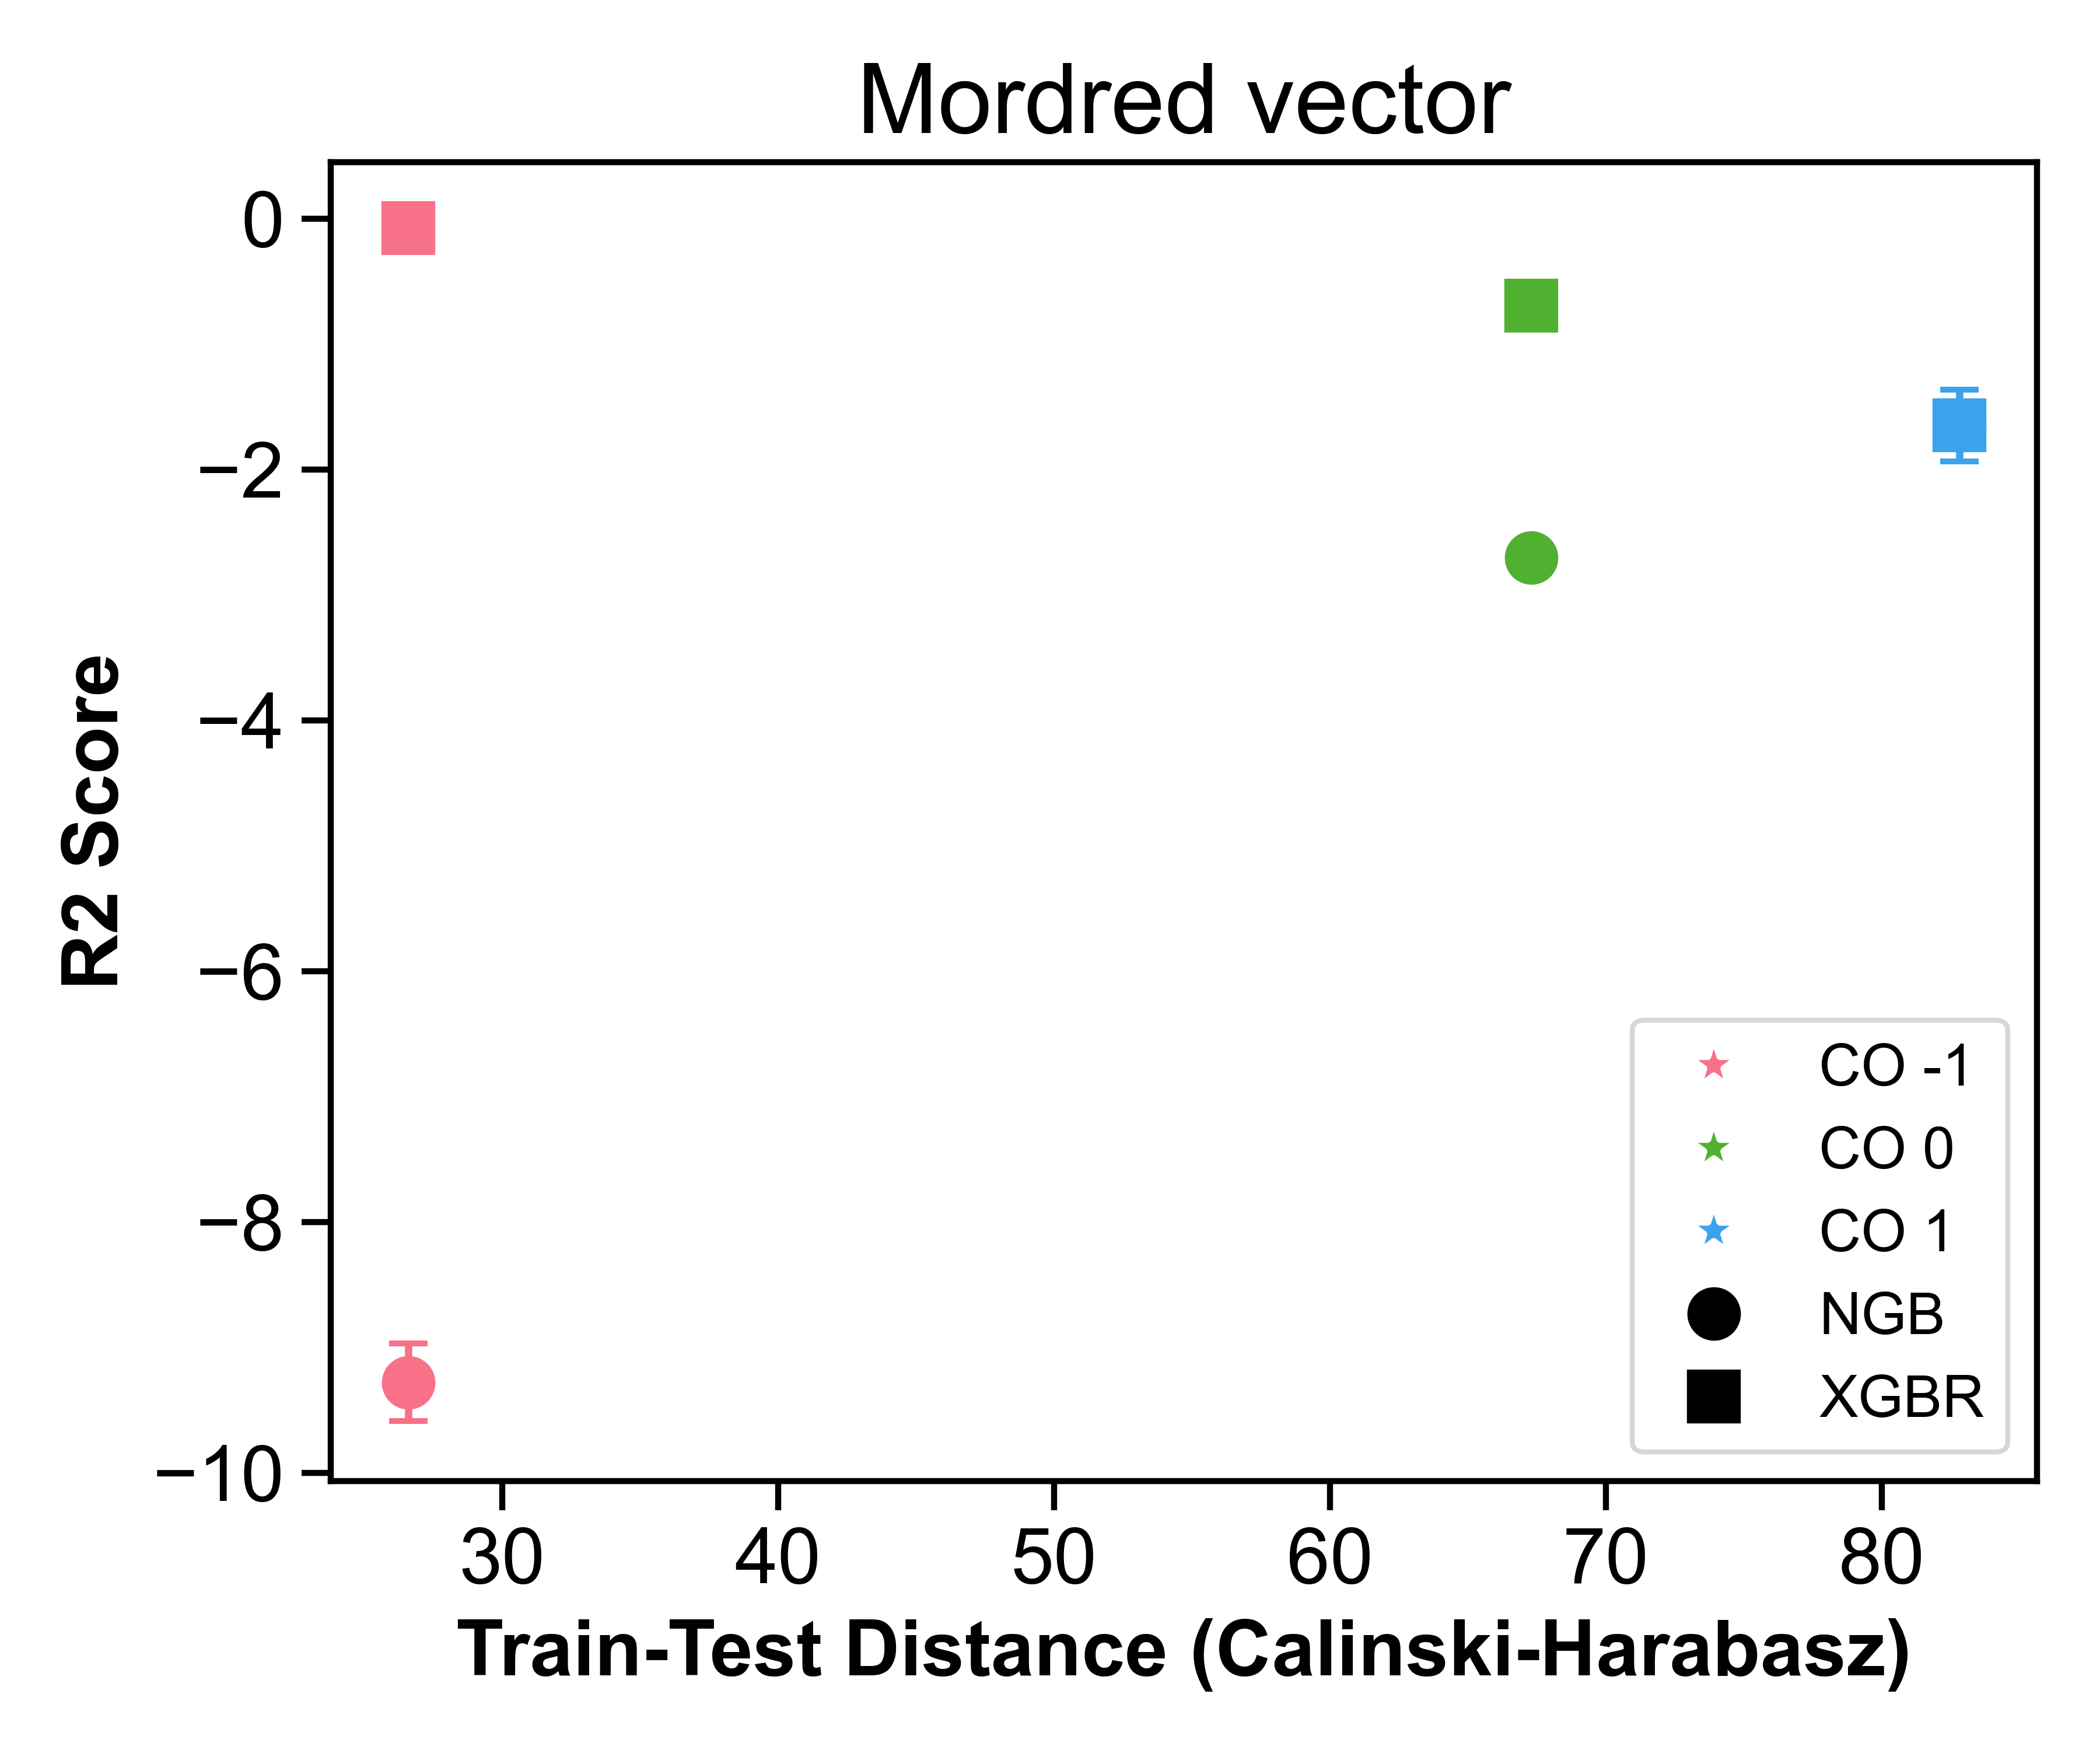 Mordred vector
0
−2
−4
−6
−8
−10
R2 Score
30 40 50 60 70 80
Train-Test Distance (Calinski-Harabasz)
CO -1
CO 0
CO 1
NGB
XGBR